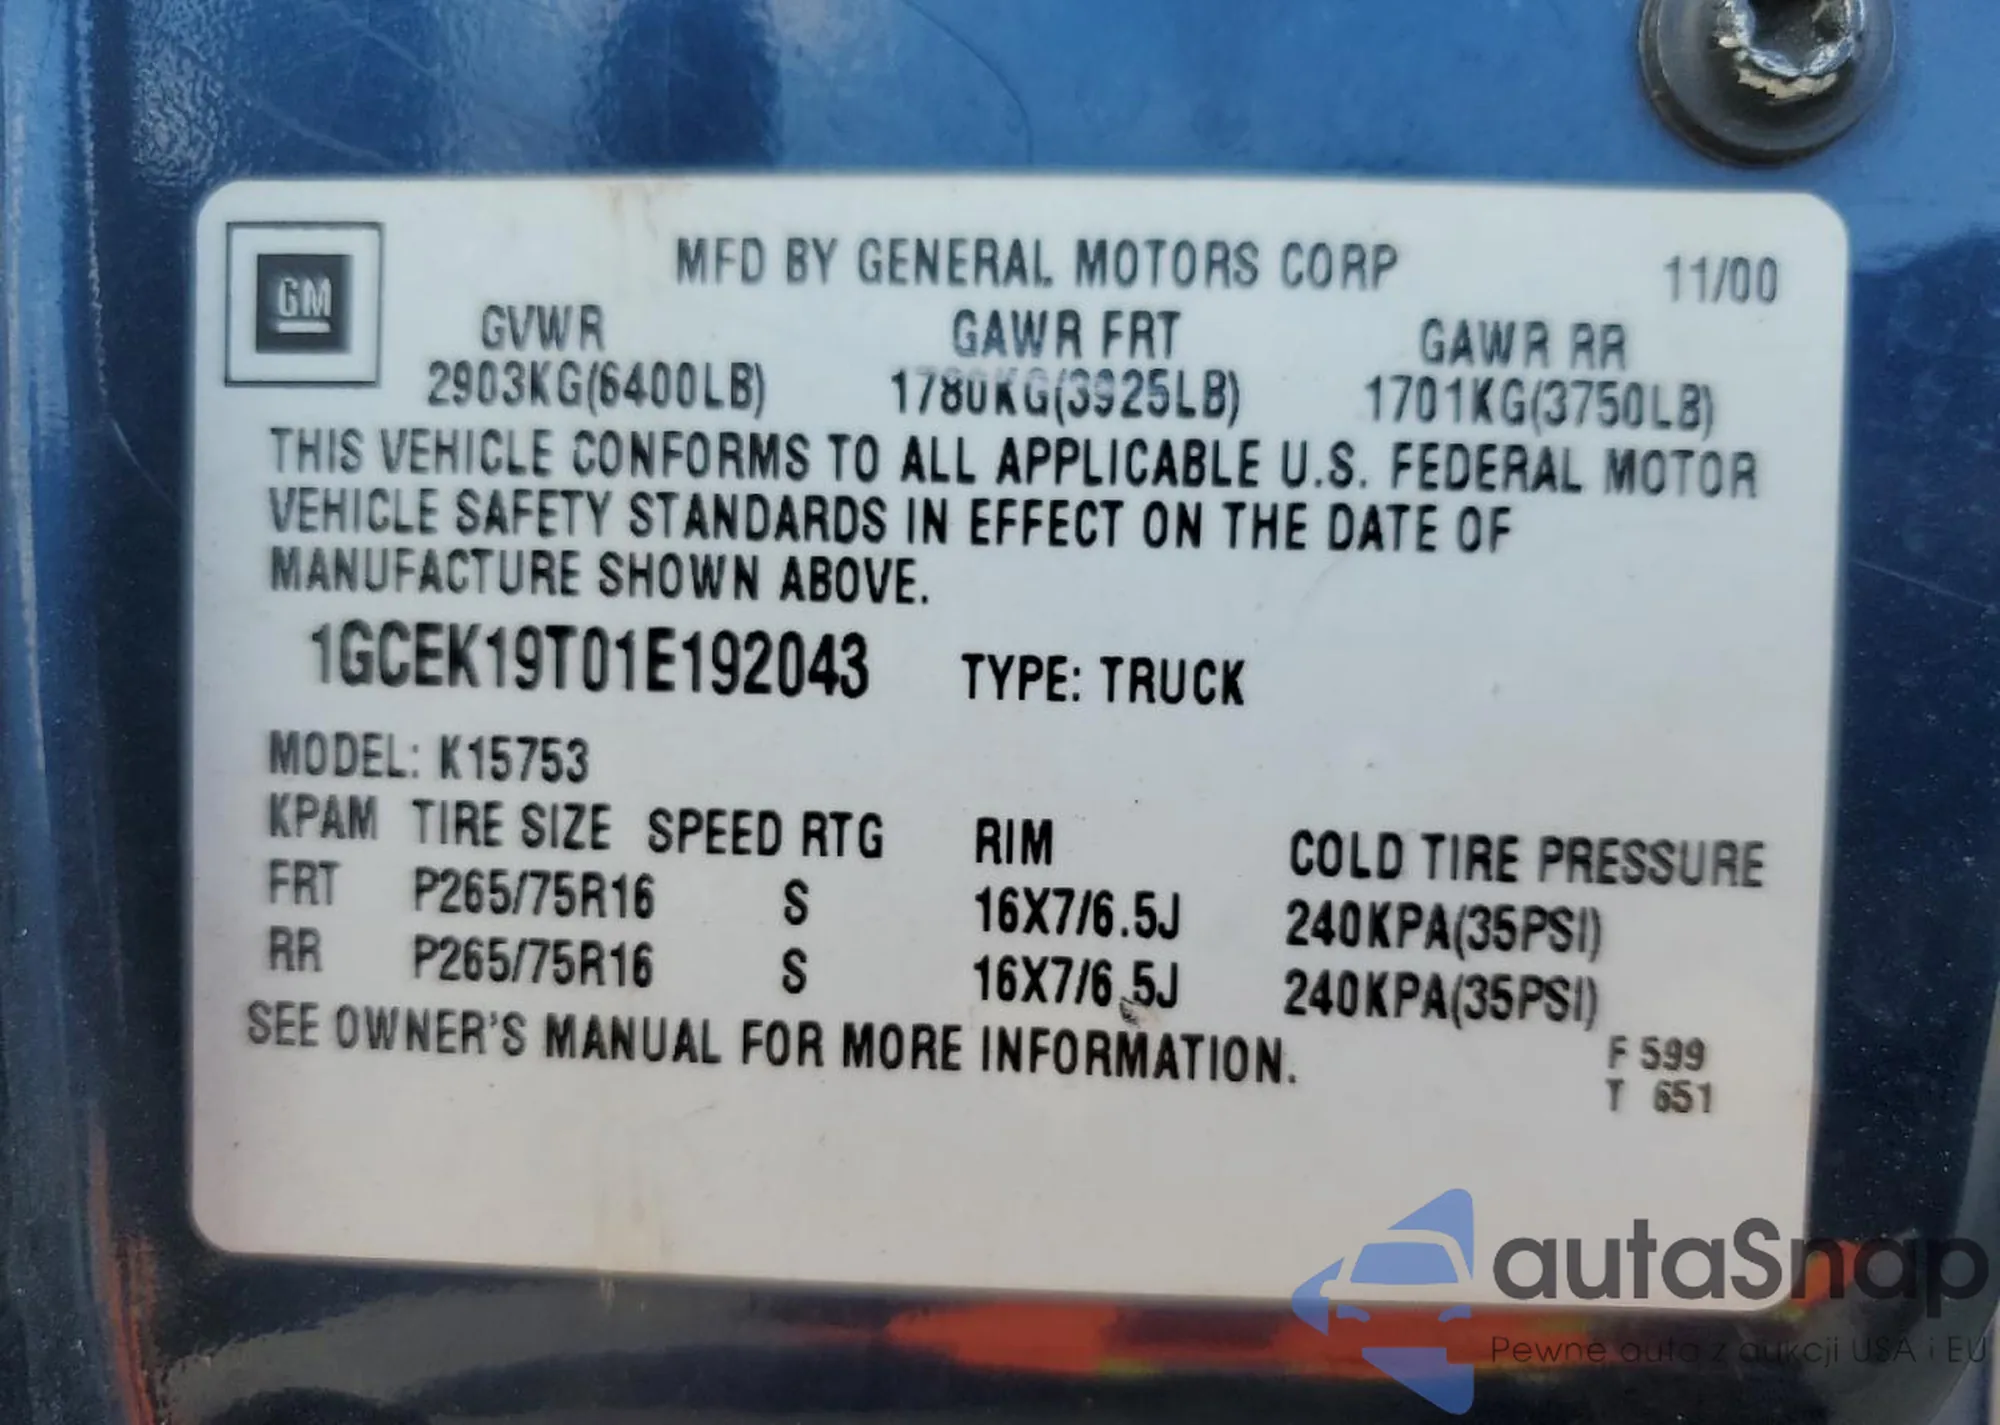 GM
MFD BY GENERAL MOTORS CORP 11/00
GVWR GAWR FRT GAWR RR
2903KG(6400LB) 1780KG(3925LB) 1701KG(3750LB)
THIS VEHICLE CONFORMS TO ALL APPLICABLE U.S. FEDERAL MOTOR
VEHICLE SAFETY STANDARDS IN EFFECT ON THE DATE OF
MANUFACTURE SHOWN ABOVE.
1GCEK19T01E192043 TYPE: TRUCK
MODEL: K15753
KPAM TIRE SIZE SPEED RTG RIM COLD TIRE PRESSURE
FRT P265/75R16 S 16X7/6.5J 240KPA(35PSI)
RR P265/75R16 S 16X7/6.5J 240KPA(35PSI)
SEE OWNER'S MANUAL FOR MORE INFORMATION.
F 599
T 651
autaSnap
Pewne auta z aukcji USA i EU